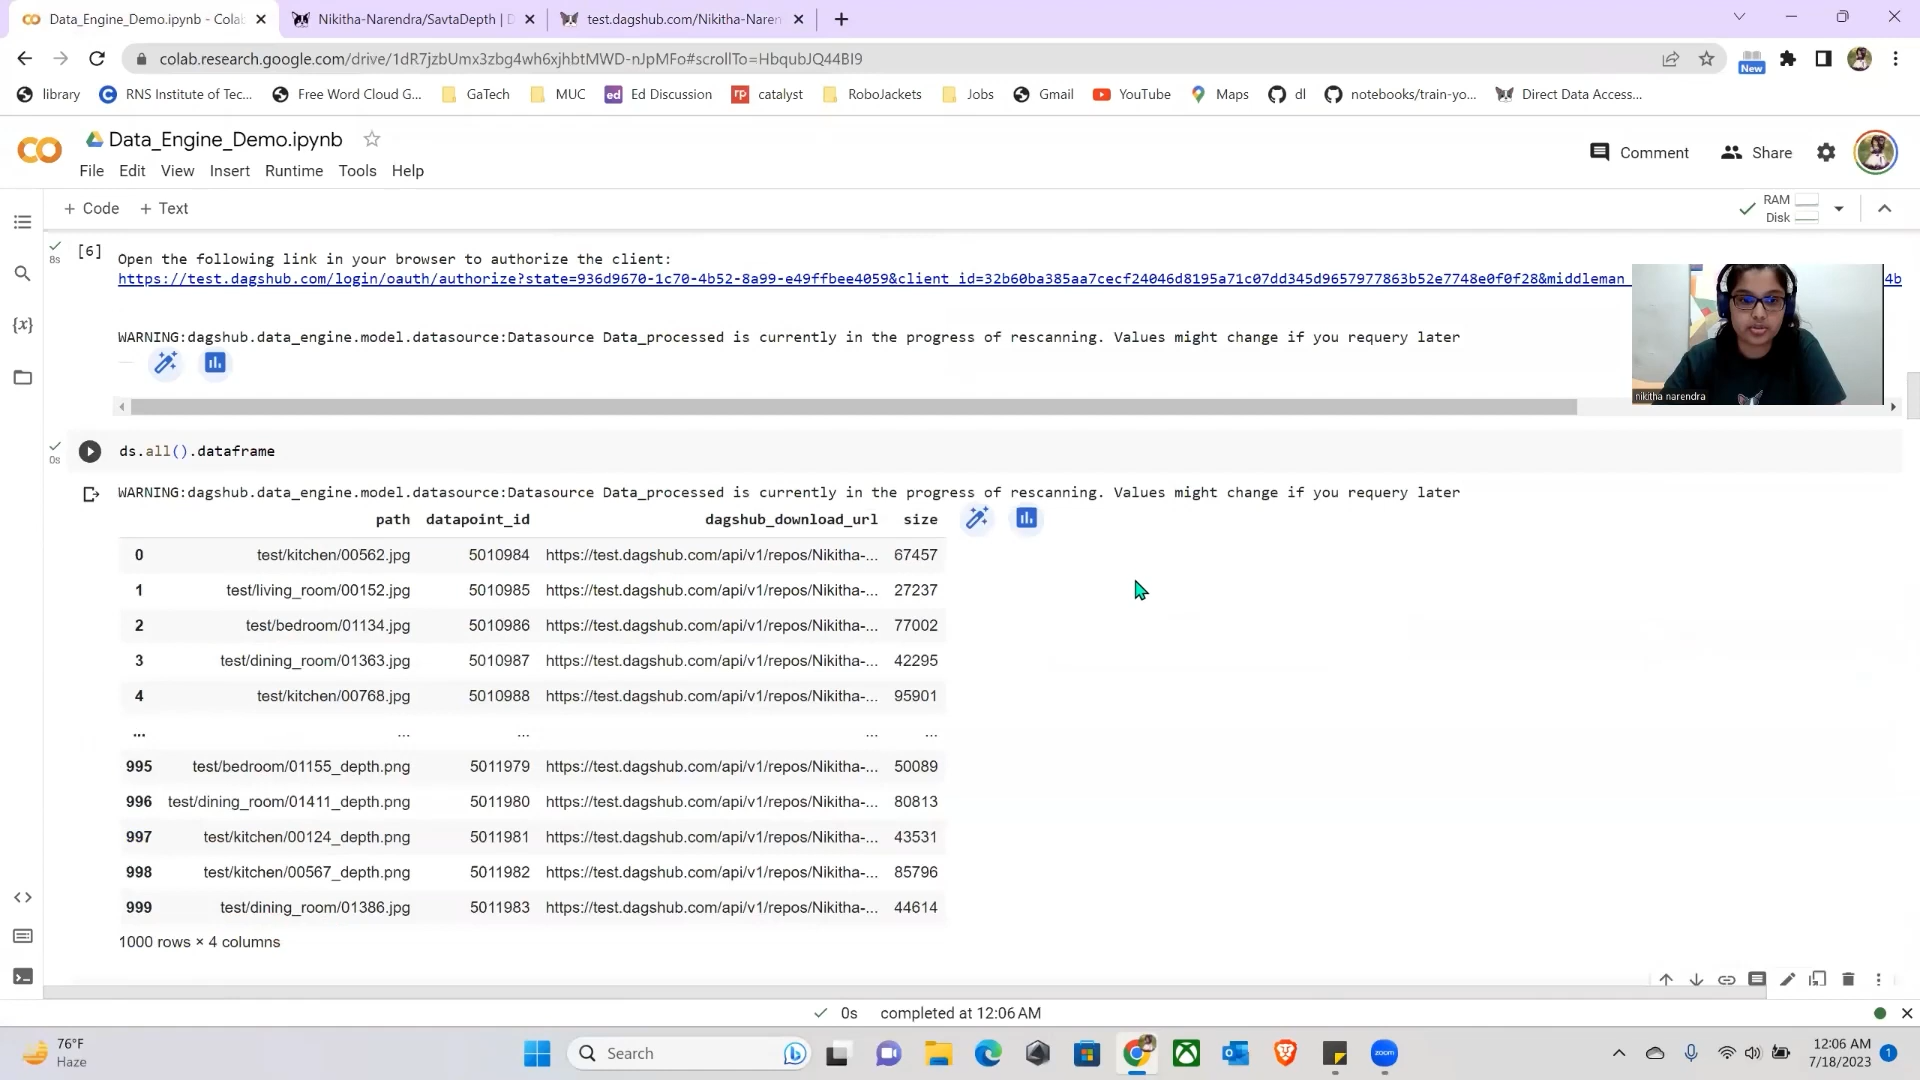 Data_Engine_Demo.ipynb - Colab
Nikitha-Narendra/SavtaDepth | D
test.dagshub.com/Nikitha-Naren
colab.research.google.com/drive/1dR7jzbUmx3zbg4wh6xjhbtMWD-nJpMFo#scrollTo=HbqubJQ44BI9
New
library
RNS Institute of Tec...
Free Word Cloud G...
GaTech
MUC
ed Ed Discussion
rp catalyst
RoboJackets
Jobs
Gmail
YouTube
Maps
dl
notebooks/train-yo...
Direct Data Access...
Data_Engine_Demo.ipynb
Comment
Share
File Edit View Insert Runtime Tools Help
+ Code + Text
RAM
Disk
[6]
8s
Open the following link in your browser to authorize the client:
https://test.dagshub.com/login/oauth/authorize?state=936d9670-1c70-4b52-8a99-e49ffbee4059&client_id=32b60ba385aa7cecf24046d8195a71c07dd345d9657977863b52e7748e0f0f28&middleman_ 4b
WARNING:dagshub.data_engine.model.datasource:Datasource Data_processed is currently in the progress of rescanning. Values might change if you requery later
nikitha narendra
0s
ds.all().dataframe
WARNING:dagshub.data_engine.model.datasource:Datasource Data_processed is currently in the progress of rescanning. Values might change if you requery later
path datapoint_id dagshub_download_url size
0 test/kitchen/00562.jpg 5010984 https://test.dagshub.com/api/v1/repos/Nikitha-... 67457
1 test/living_room/00152.jpg 5010985 https://test.dagshub.com/api/v1/repos/Nikitha-... 27237
2 test/bedroom/01134.jpg 5010986 https://test.dagshub.com/api/v1/repos/Nikitha-... 77002
3 test/dining_room/01363.jpg 5010987 https://test.dagshub.com/api/v1/repos/Nikitha-... 42295
4 test/kitchen/00768.jpg 5010988 https://test.dagshub.com/api/v1/repos/Nikitha-... 95901
... ... ... ... ...
995 test/bedroom/01155_depth.png 5011979 https://test.dagshub.com/api/v1/repos/Nikitha-... 50089
996 test/dining_room/01411_depth.png 5011980 https://test.dagshub.com/api/v1/repos/Nikitha-... 80813
997 test/kitchen/00124_depth.png 5011981 https://test.dagshub.com/api/v1/repos/Nikitha-... 43531
998 test/kitchen/00567_depth.png 5011982 https://test.dagshub.com/api/v1/repos/Nikitha-... 85796
999 test/dining_room/01386.jpg 5011983 https://test.dagshub.com/api/v1/repos/Nikitha-... 44614
1000 rows × 4 columns
0s completed at 12:06 AM
76°F
Haze
Search
zoom
12:06 AM
7/18/2023
1